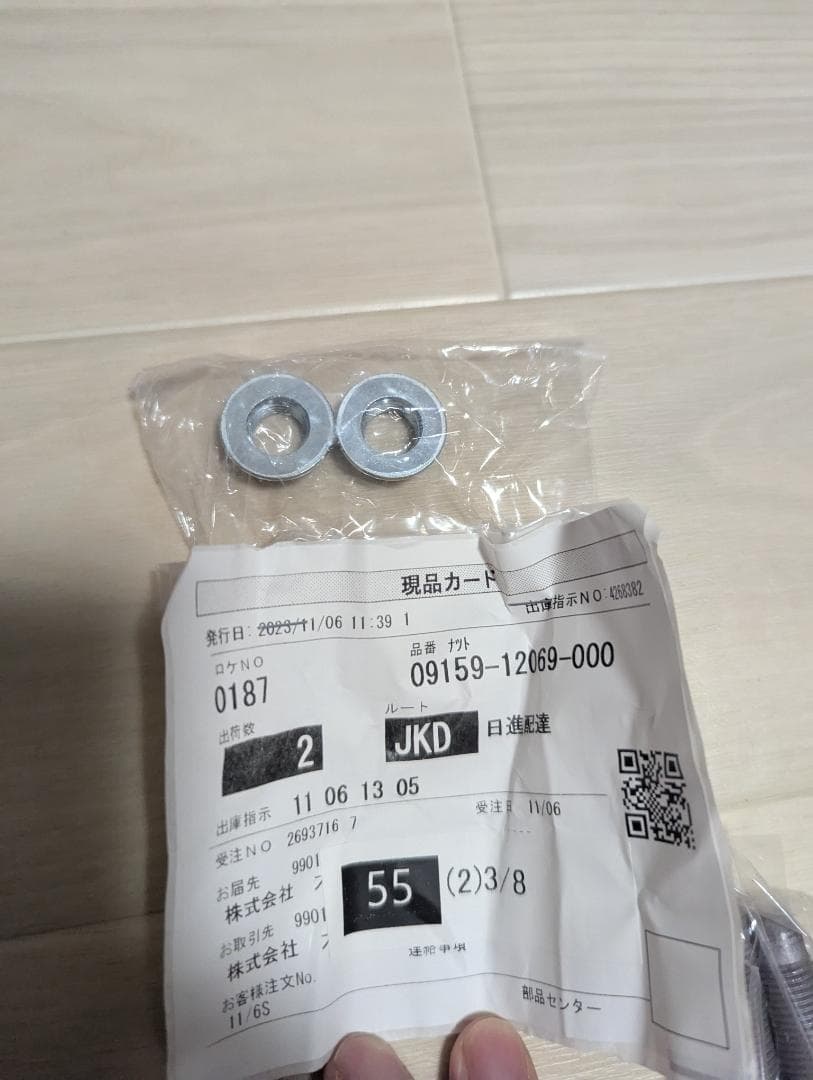 現品カード
出庫指示NO:4268382
発行日: 2023/11/06 11:39 1
ロケNO
0187
品番 ナット
09159-12069-000
出荷数
2
ルート
JKD 日進配達
出庫指示 11 06 13 05
受注日 11/06
受注NO 2693716 7
お届先 9901
株式会社
55 (2)3/8
お取引先 9901
株式会社
連絡事項
お客様注文No.
11/6S
部品センター